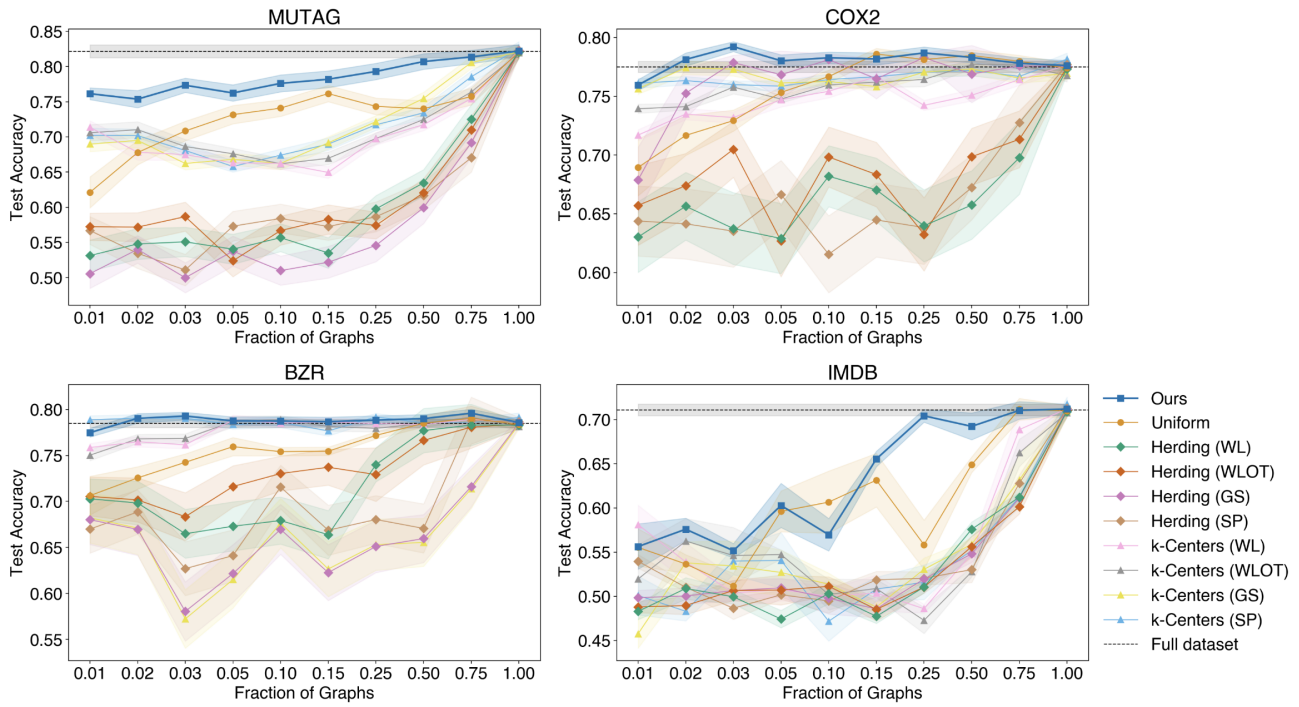 MUTAG
0.85
0.80
0.75
0.70
0.65
0.60
0.55
0.50
Test Accuracy
0.01 0.02 0.03 0.05 0.10 0.15 0.25 0.50 0.75 1.00
Fraction of Graphs
COX2
0.80
0.75
0.70
0.65
0.60
Test Accuracy
0.01 0.02 0.03 0.05 0.10 0.15 0.25 0.50 0.75 1.00
Fraction of Graphs
BZR
0.80
0.75
0.70
0.65
0.60
0.55
Test Accuracy
0.01 0.02 0.03 0.05 0.10 0.15 0.25 0.50 0.75 1.00
Fraction of Graphs
IMDB
0.70
0.65
0.60
0.55
0.50
0.45
Test Accuracy
0.01 0.02 0.03 0.05 0.10 0.15 0.25 0.50 0.75 1.00
Fraction of Graphs
Ours
Uniform
Herding (WL)
Herding (WLOT)
Herding (GS)
Herding (SP)
k-Centers (WL)
k-Centers (WLOT)
k-Centers (GS)
k-Centers (SP)
Full dataset